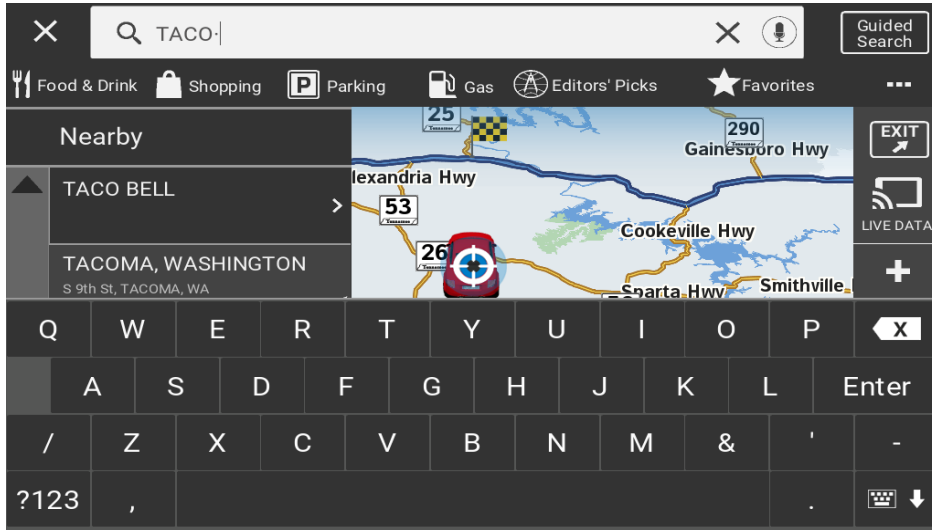 TACO·
Guided
Search
Food & Drink
Shopping
P
Parking
Gas
Editors' Picks
Favorites
Nearby
TACO BELL
TACOMA, WASHINGTON
S 9th St, TACOMA, WA
25
290
Gainesboro Hwy
lexandria Hwy
53
Cookeville Hwy
26
Sparta Hwy
Smithville
EXIT
LIVE DATA
Q W E R T Y U I O P X
A S D F G H J K L Enter
/ Z X C V B N M & ' -
?123 , .